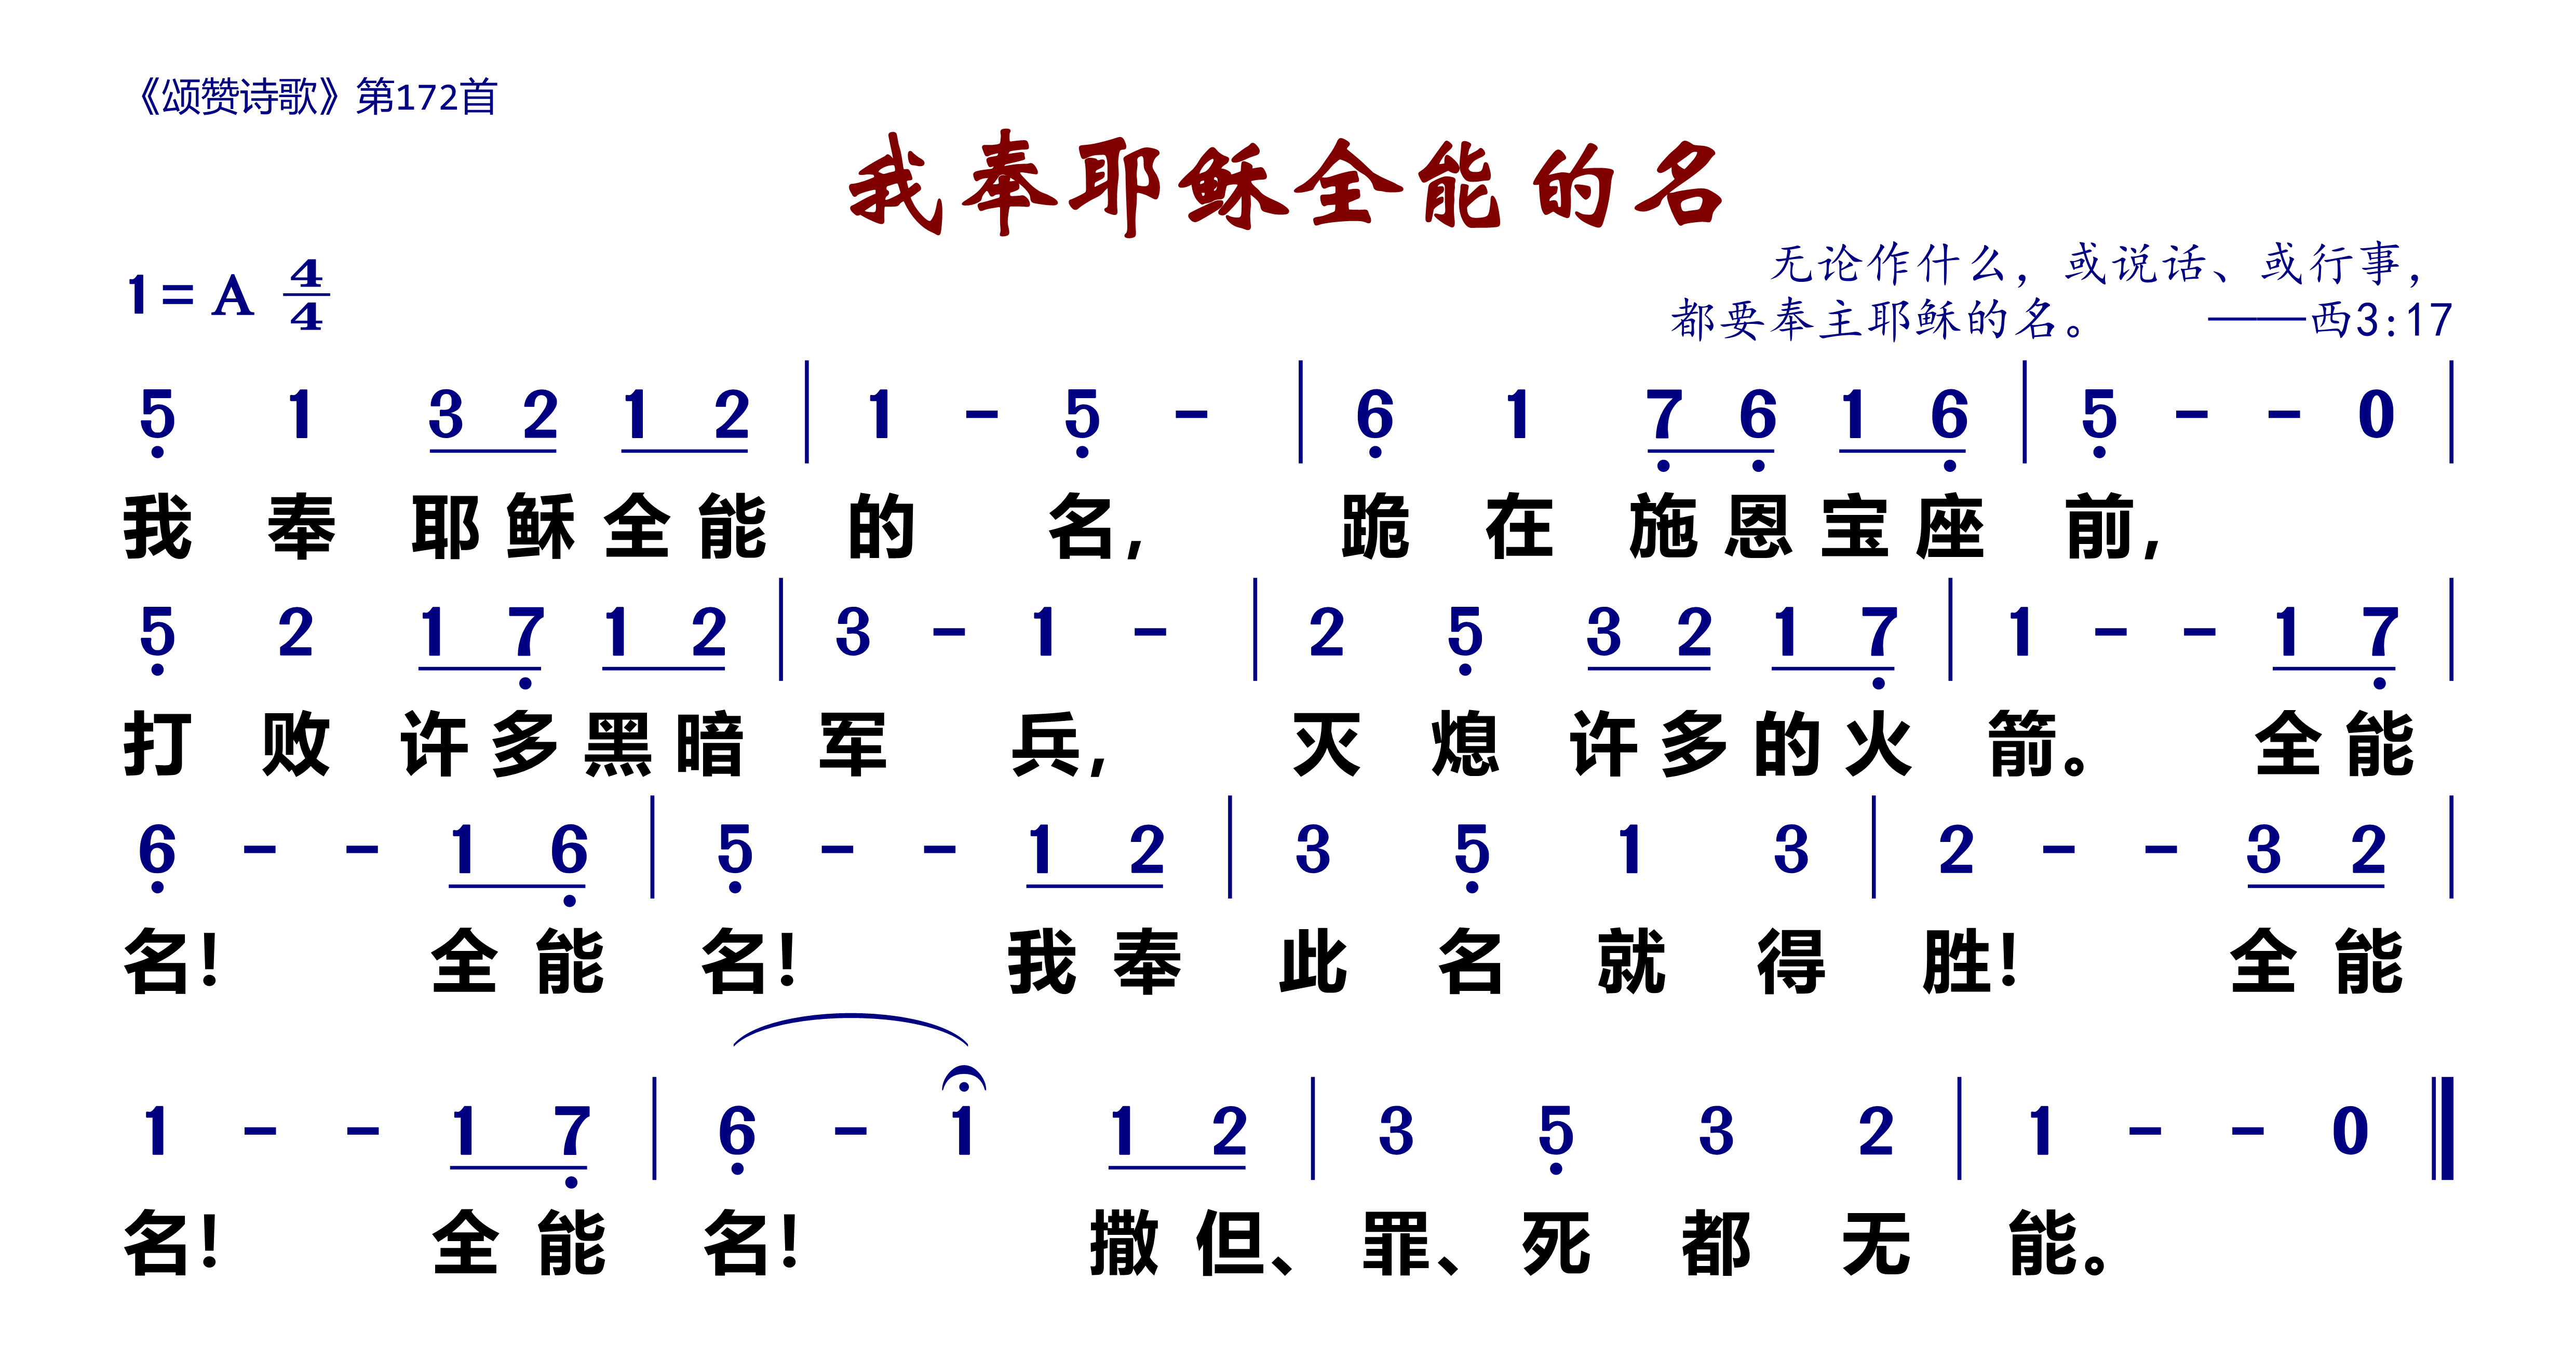 《颂赞诗歌》第172首
我奉耶稣全能的名
1= A 4/4
无论作什么，或说话、或行事，
都要奉主耶稣的名。 ——西3:17
5̣ 1 3 2 1 2 | 1 - 5̣ - | 6̣ 1 7̣ 6̣ 1 6̣ | 5̣ - - 0 |
我 奉 耶 稣 全 能 的 名, 跪 在 施 恩 宝 座 前,
5̣ 2 1 7̣ 1 2 | 3 - 1 - | 2 5̣ 3 2 1 7̣ | 1 - - 1 7̣ |
打 败 许 多 黑 暗 军 兵, 灭 熄 许 多 的 火 箭。 全 能
6̣ - - 1 6̣ | 5̣ - - 1 2 | 3 5̣ 1 3 | 2 - - 3 2 |
名! 全 能 名! 我 奉 此 名 就 得 胜! 全 能
1 - - 1 7̣ | 6̣ - 1 1 2 | 3 5̣ 3 2 | 1 - - 0 ‖
名! 全 能 名! 撒 但、罪、死 都 无 能。